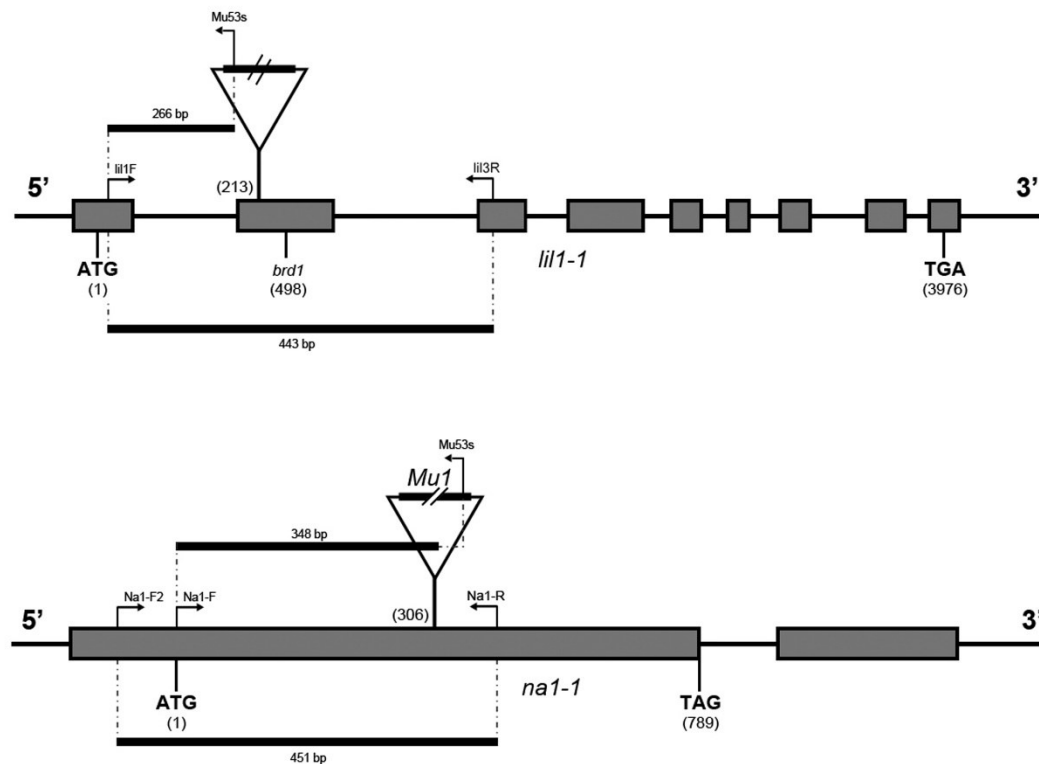 Mu53s
266 bp
lil1F
(213)
lil3R
5’
3’
ATG
(1)
brd1
(498)
lil1-1
TGA
(3976)
443 bp
Mu53s
Mu1
348 bp
Na1-F2
Na1-F
(306)
Na1-R
5’
3’
ATG
(1)
na1-1
TAG
(789)
451 bp